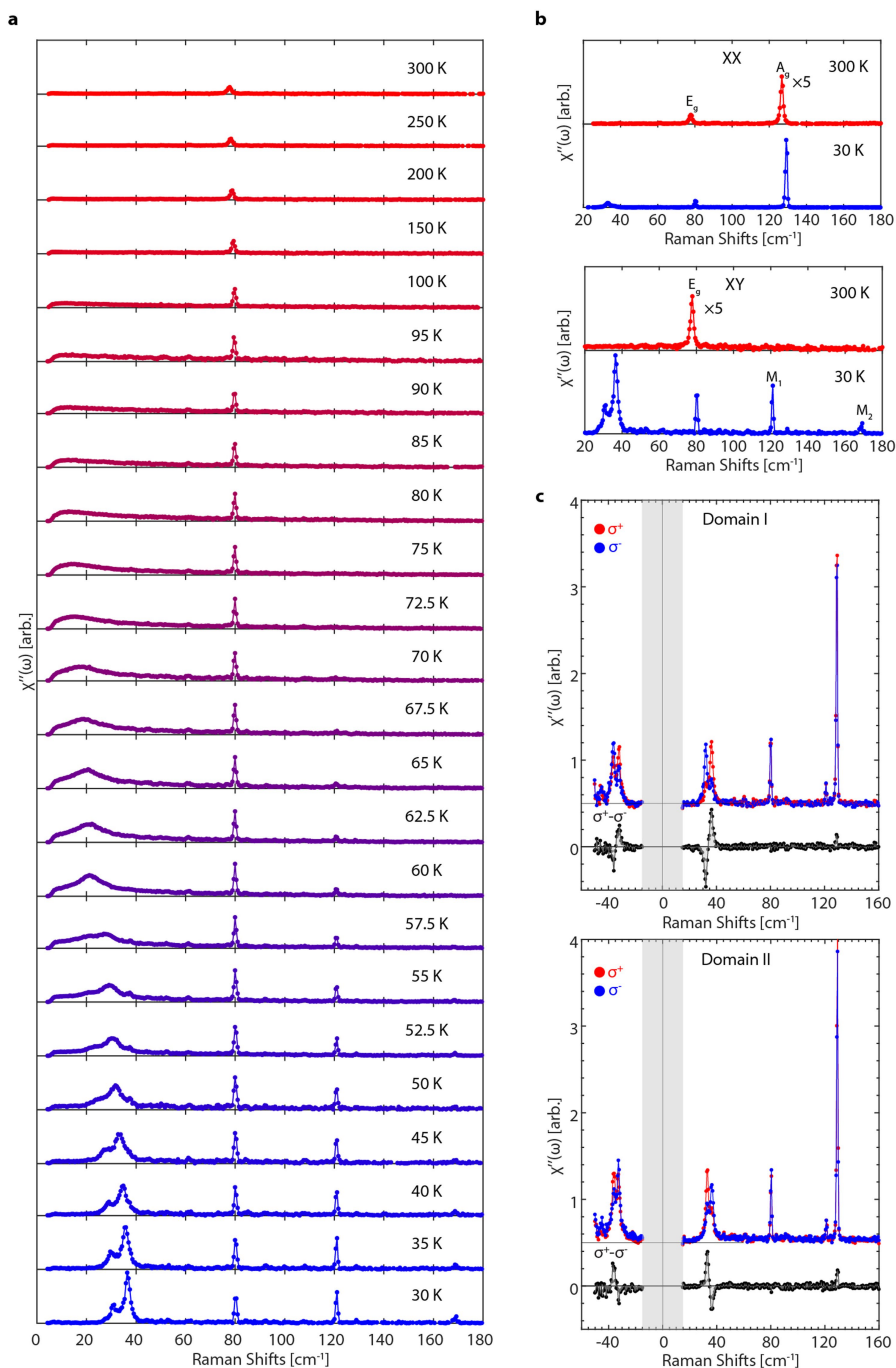 a
300 K
250 K
200 K
150 K
100 K
95 K
90 K
85 K
80 K
75 K
72.5 K
70 K
67.5 K
65 K
62.5 K
60 K
57.5 K
55 K
52.5 K
50 K
45 K
40 K
35 K
30 K
χ′′(ω) [arb.]
0 20 40 60 80 100 120 140 160 180
Raman Shifts [cm⁻¹]
b
XX
300 K
Eg
Ag
×5
30 K
χ′′(ω) [arb.]
20 40 60 80 100 120 140 160 180
Raman Shifts [cm⁻¹]
XY
300 K
Eg
×5
30 K
M₁
M₂
χ′′(ω) [arb.]
20 40 60 80 100 120 140 160 180
Raman Shifts [cm⁻¹]
c
Domain I
σ⁺
σ⁻
4
3
2
1
0
σ⁺-σ⁻
χ′′(ω) [arb.]
-40 0 40 80 120 160
Raman Shifts [cm⁻¹]
Domain II
σ⁺
σ⁻
4
3
2
1
0
σ⁺-σ⁻
χ′′(ω) [arb.]
-40 0 40 80 120 160
Raman Shifts [cm⁻¹]